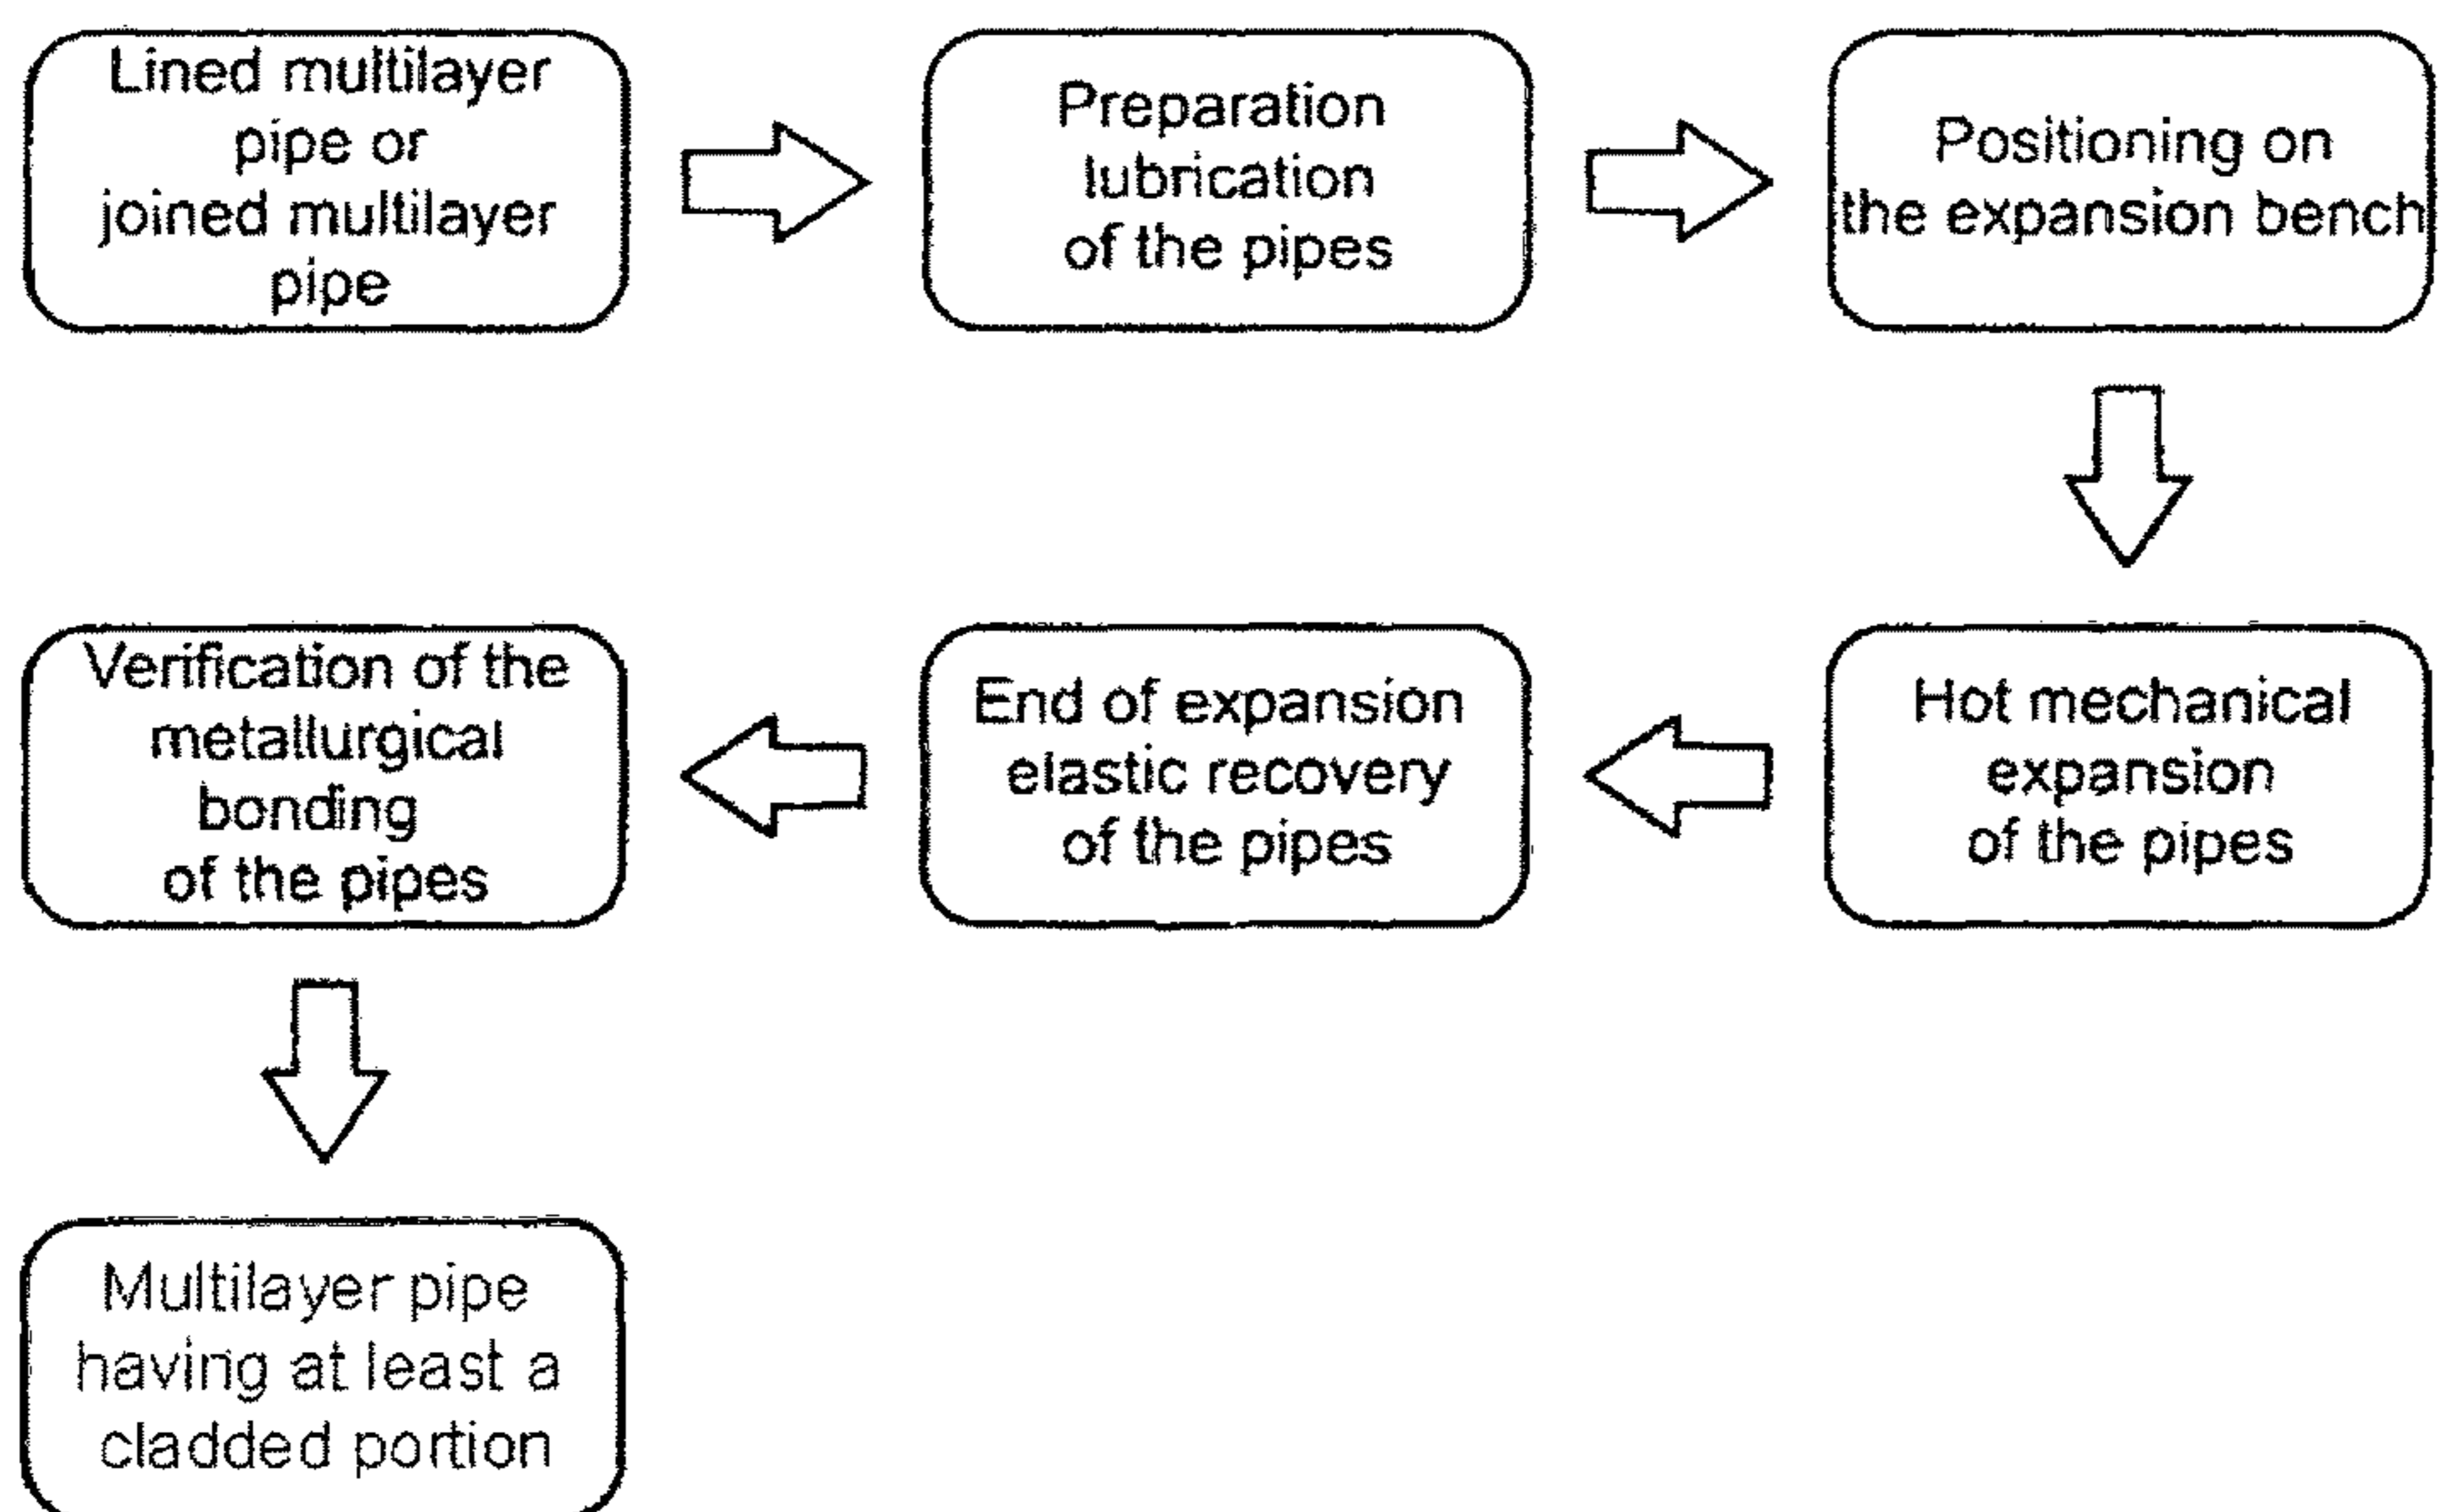 Lined multilayer
pipe or
joined multilayer
pipe
Preparation
lubrication
of the pipes
Positioning on
the expansion bench
Hot mechanical
expansion
of the pipes
End of expansion
elastic recovery
of the pipes
Verification of the
metallurgical
bonding
of the pipes
Multilayer pipe
having at least a
cladded portion